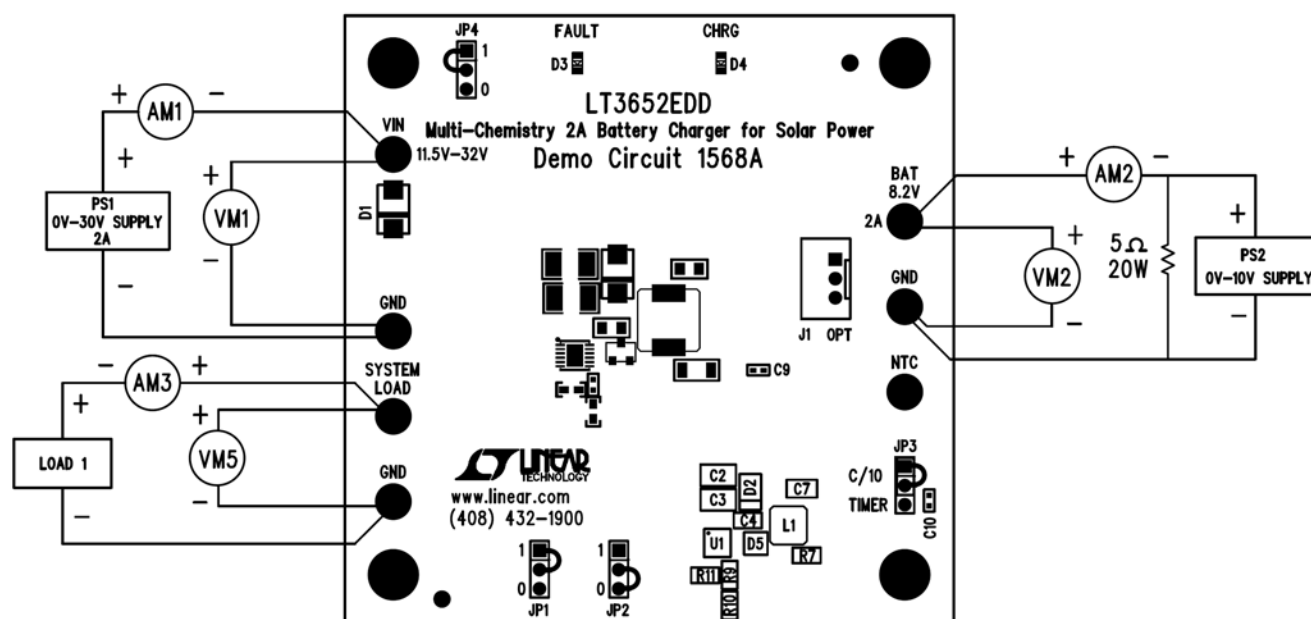 JP4
1
0
FAULT
D3
CHRG
D4
LT3652EDD
Multi-Chemistry 2A Battery Charger for Solar Power
Demo Circuit 1568A
+ AM1 -
VIN
11.5V-32V
+
PS1
0V-30V SUPPLY
2A
-
+
VM1
-
D1
GND
SYSTEM
LOAD
- AM3 +
+
LOAD 1
-
+
VM5
-
GND
BAT
8.2V
2A
+ AM2 -
+
VM2
-
5Ω
20W
+
PS2
0V-10V SUPPLY
-
GND
J1 OPT
NTC
C9
LINEAR
TECHNOLOGY
www.linear.com
(408) 432-1900
JP3
C/10
TIMER
C10
C2
C3
D2
C7
C4
L1
U1
D5
R7
R11
R9
R10
1
0
JP1
1
0
JP2